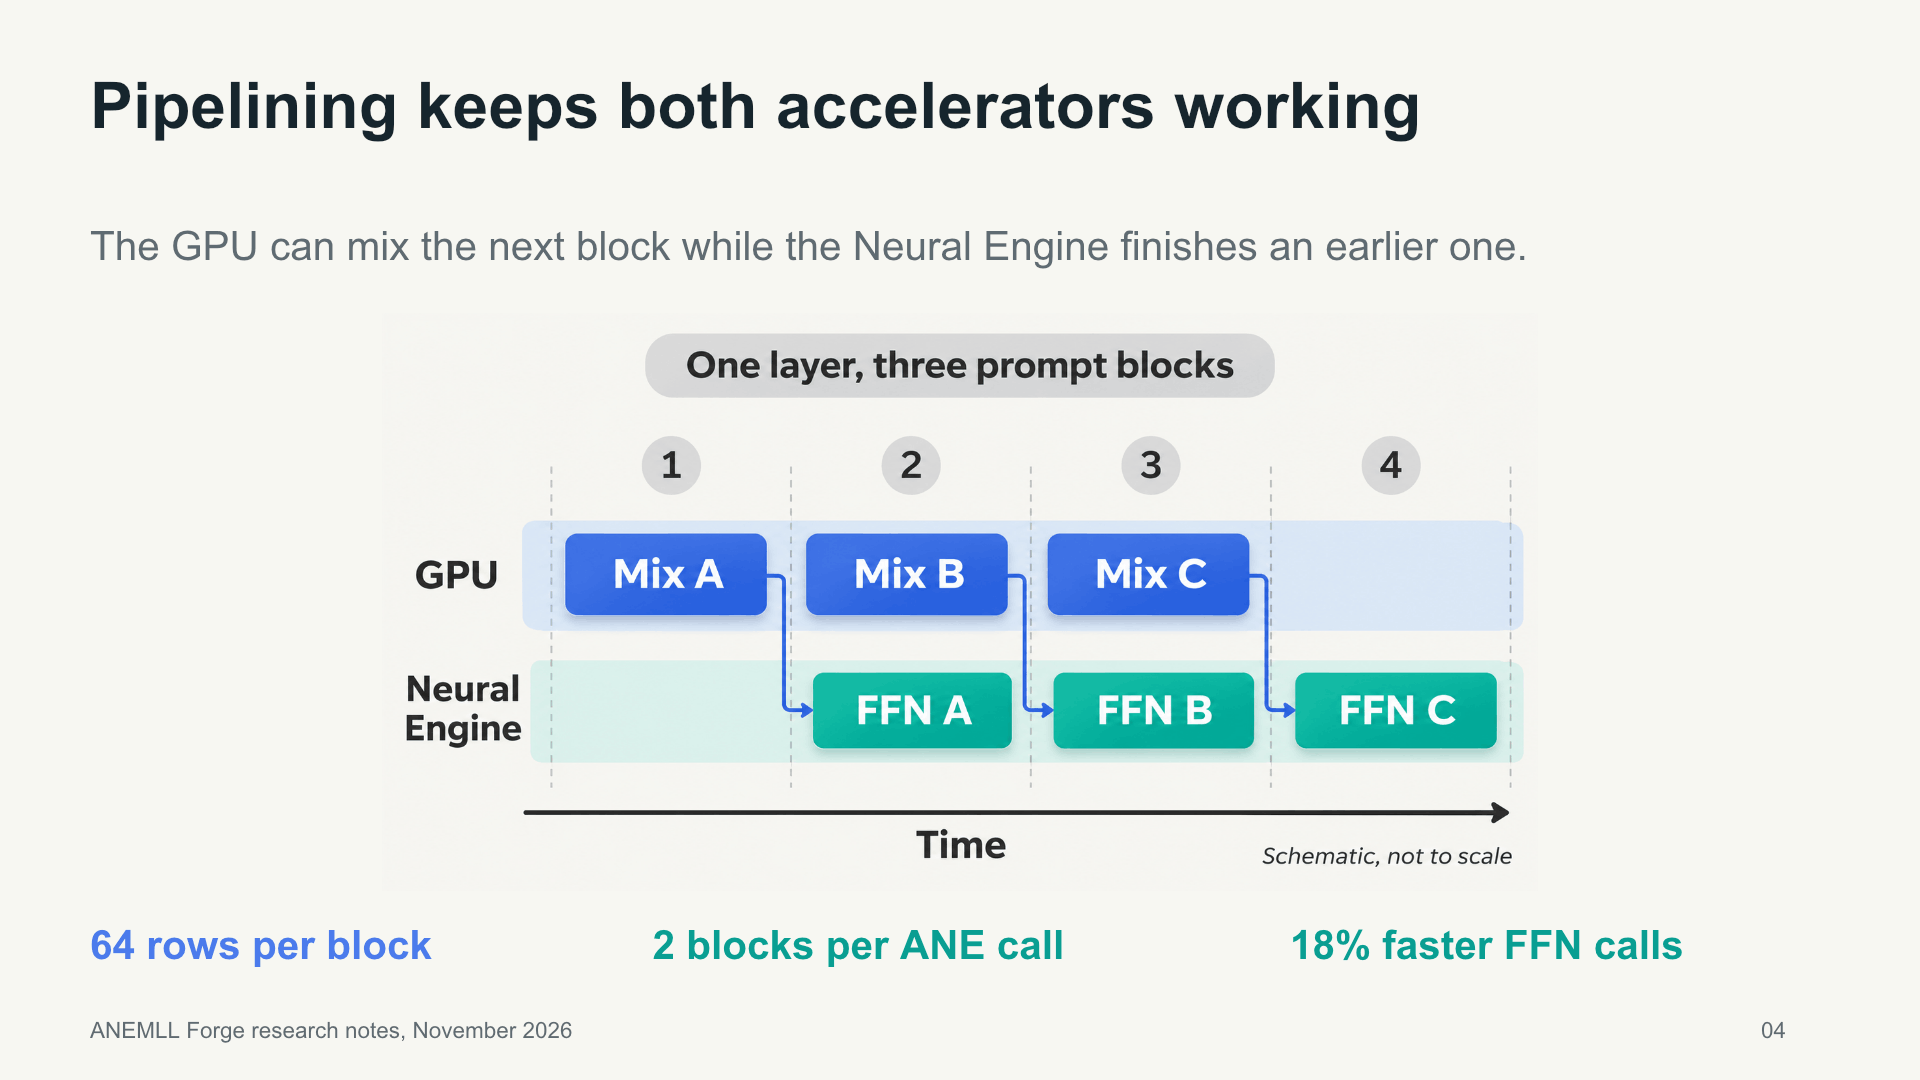 Pipelining keeps both accelerators working
The GPU can mix the next block while the Neural Engine finishes an earlier one.
One layer, three prompt blocks
1 2 3 4
GPU Mix A Mix B Mix C
Neural
Engine
FFN A FFN B FFN C
Time
Schematic, not to scale
64 rows per block 2 blocks per ANE call 18% faster FFN calls
ANEMLL Forge research notes, November 2026 04